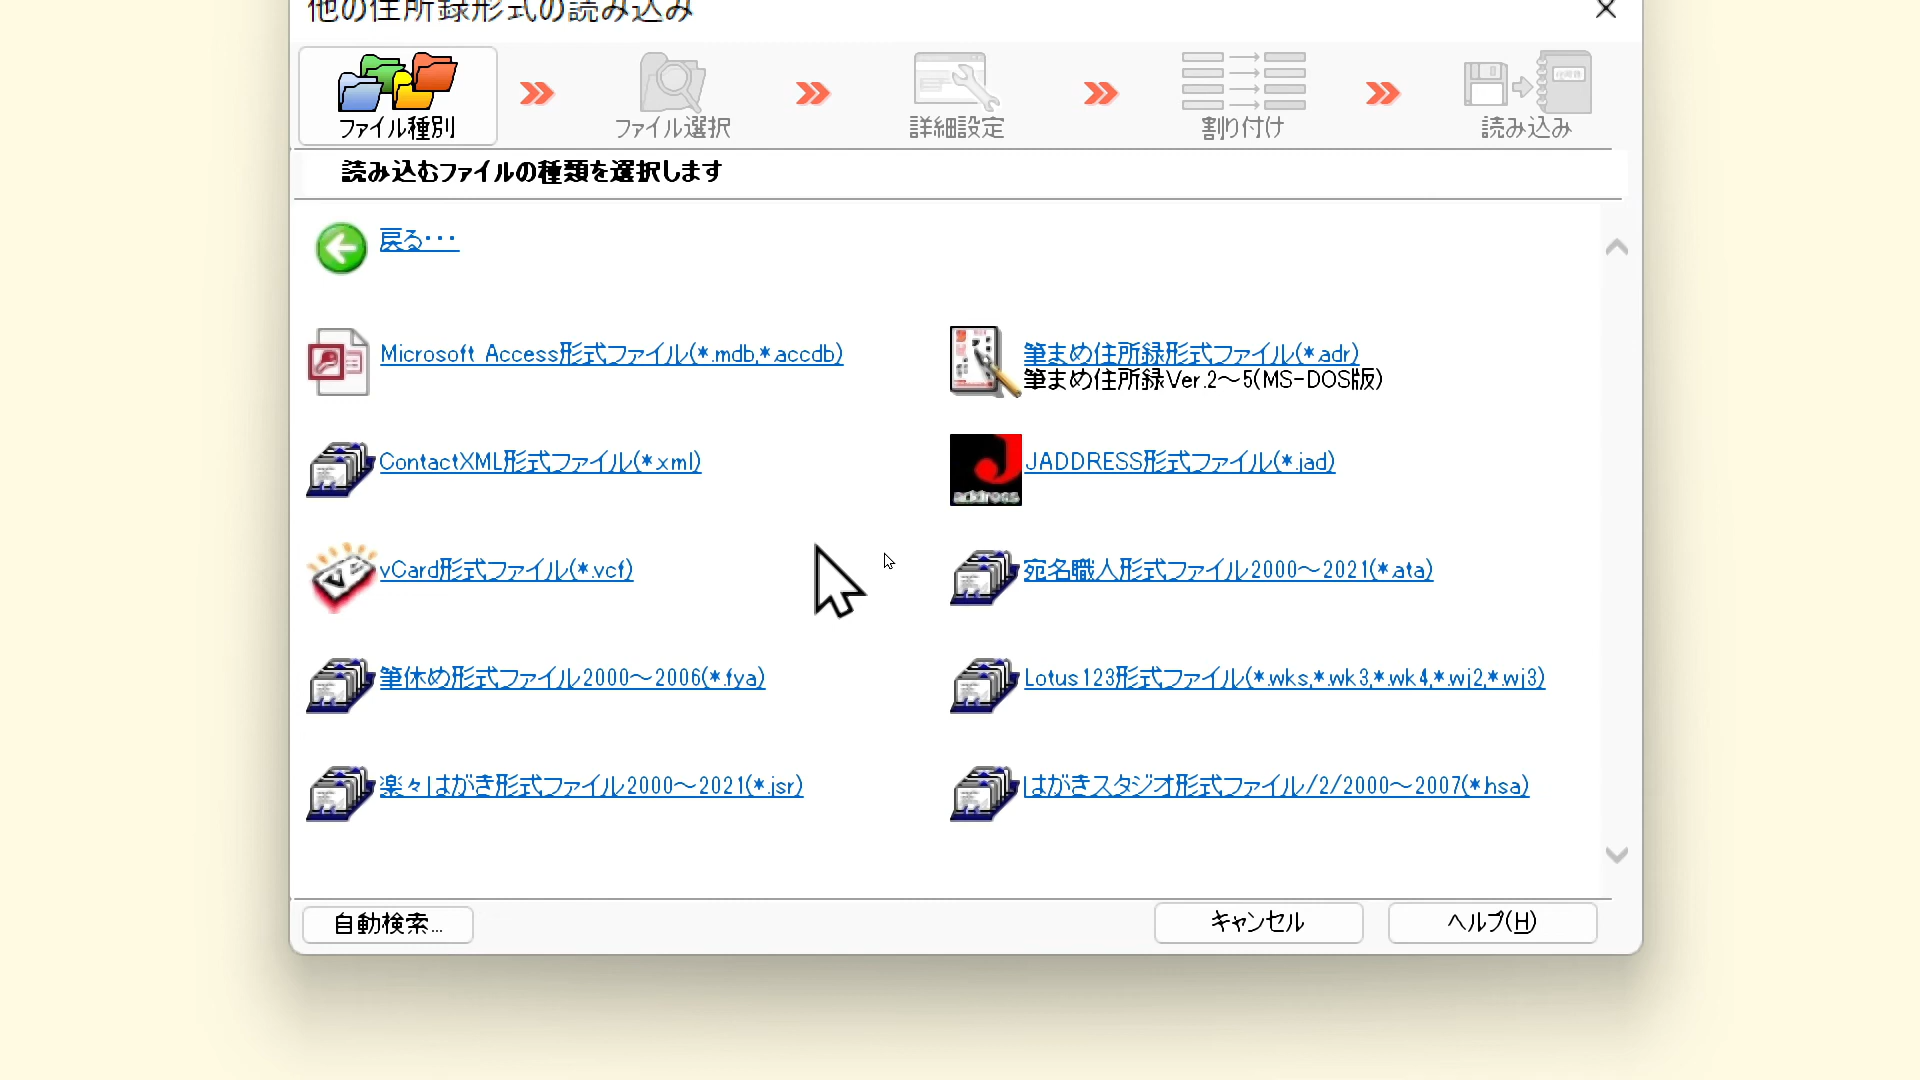 他の住所録形式の読み込み
ファイル種別
ファイル選択
詳細設定
割り付け
読み込み
読み込むファイルの種類を選択します
戻る・・・
Microsoft Access形式ファイル(*.mdb,*.accdb)
筆まめ住所録形式ファイル(*.adr)
筆まめ住所録Ver.2～5(MS-DOS版)
ContactXML形式ファイル(*.xml)
JADDRESS形式ファイル(*.jad)
address
vCard形式ファイル(*.vcf)
宛名職人形式ファイル2000～2021(*.ata)
筆休め形式ファイル2000～2006(*.fya)
Lotus123形式ファイル(*.wks,*.wk3,*.wk4,*.wj2,*.wj3)
楽々はがき形式ファイル2000～2021(*.jsr)
はがきスタジオ形式ファイル/2/2000～2007(*.hsa)
自動検索...
キャンセル
ヘルプ(H)